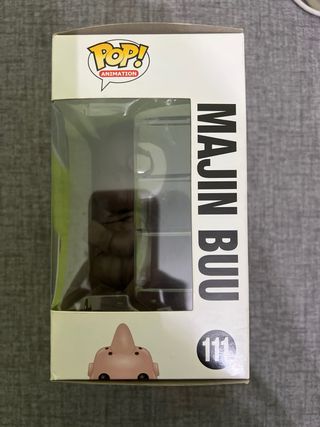 POP!
ANIMATION
MAJIN BUU
111